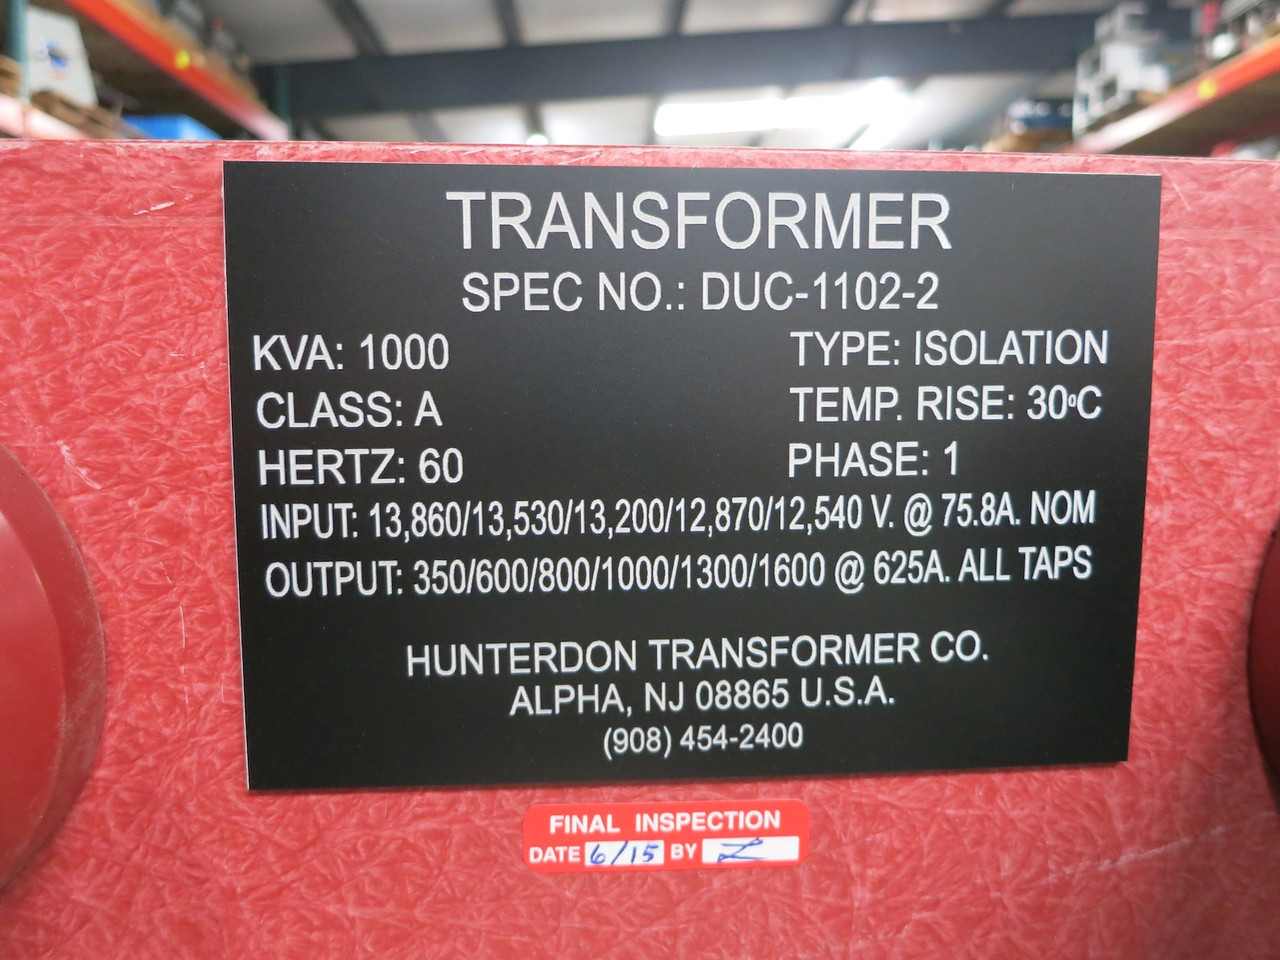 TRANSFORMER
SPEC NO.: DUC-1102-2
KVA: 1000 TYPE: ISOLATION
CLASS: A TEMP. RISE: 30°C
HERTZ: 60 PHASE: 1
INPUT: 13,860/13,530/13,200/12,870/12,540 V. @ 75.8A. NOM
OUTPUT: 350/600/800/1000/1300/1600 @ 625A. ALL TAPS
HUNTERDON TRANSFORMER CO.
ALPHA, NJ 08865 U.S.A.
(908) 454-2400
FINAL INSPECTION
DATE 6/15 BY